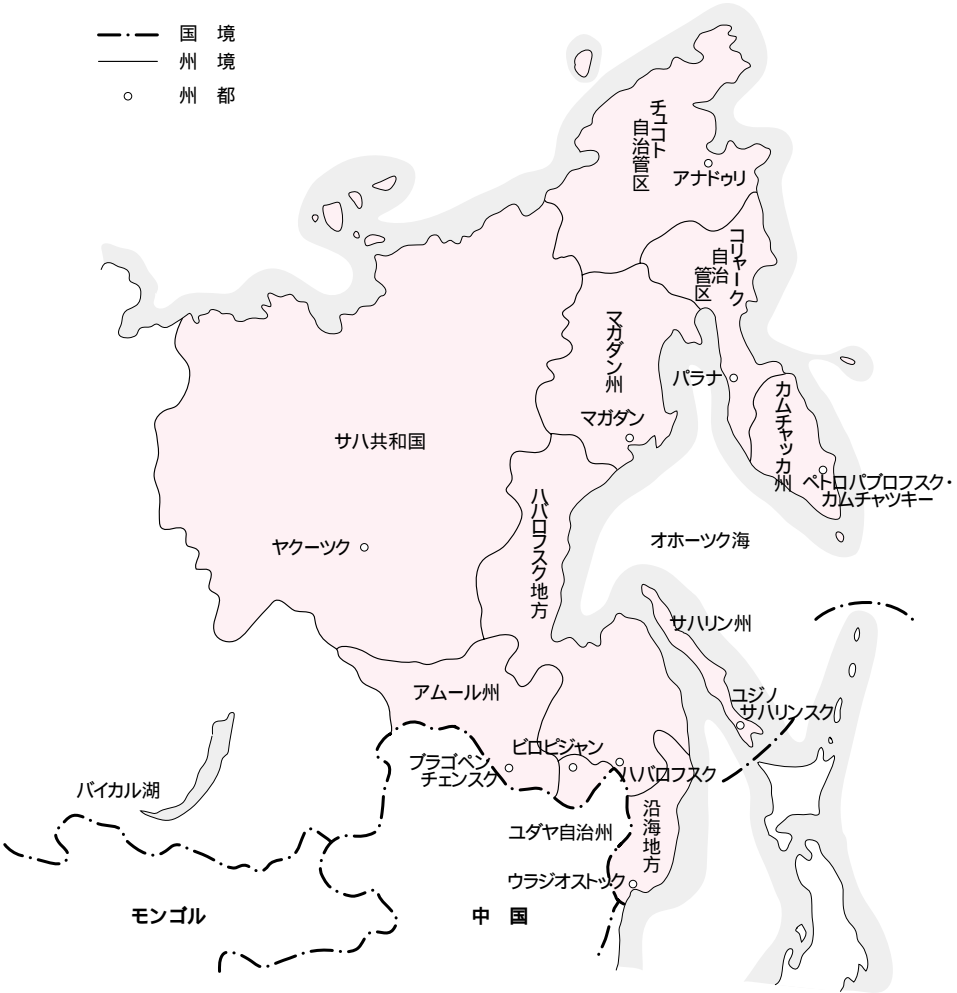 国　境
州　境
州　都
チュコト
自治管区
アナドゥリ
コリャーク
自治
管区
マガダン州
パラナ
マガダン
カムチャッカ州
ペトロパブロフスク・
カムチャツキー
サハ共和国
ヤクーツク
ハバロフスク地方
オホーツク海
サハリン州
ユジノ
サハリンスク
アムール州
ブラゴベン
チェンスク
ビロビジャン
ハバロフスク
バイカル湖
ユダヤ自治州
沿海地方
ウラジオストック
モンゴル
中　国